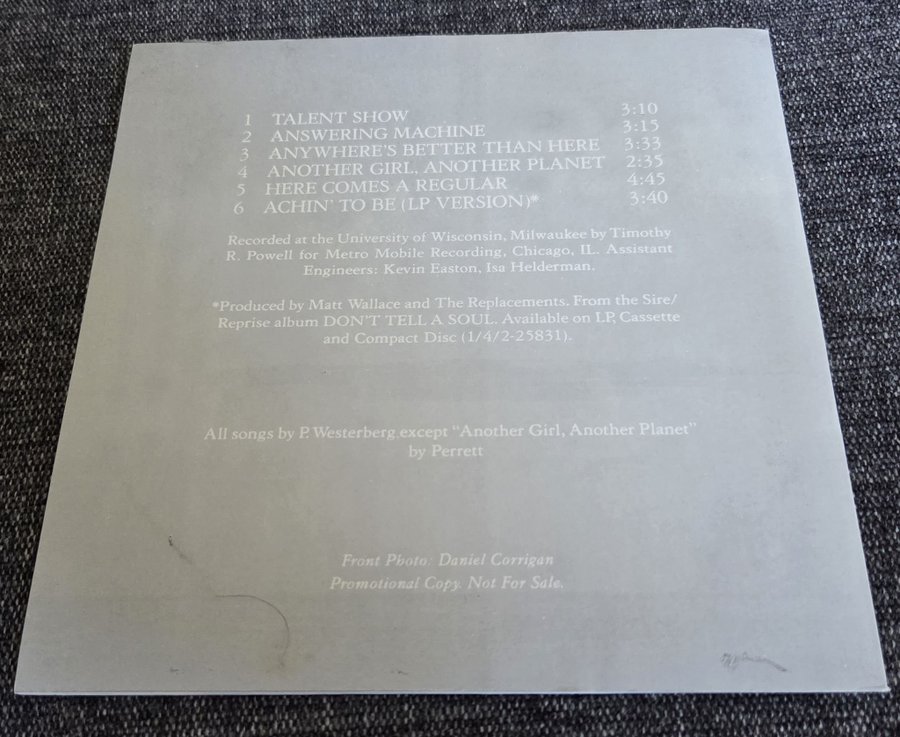 1 TALENT SHOW 3:10
2 ANSWERING MACHINE 3:15
3 ANYWHERE'S BETTER THAN HERE 3:33
4 ANOTHER GIRL, ANOTHER PLANET 2:35
5 HERE COMES A REGULAR 4:45
6 ACHIN' TO BE (LP VERSION)* 3:40
Recorded at the University of Wisconsin, Milwaukee by Timothy
R. Powell for Metro Mobile Recording, Chicago, IL. Assistant
Engineers: Kevin Easton, Isa Helderman.
*Produced by Matt Wallace and The Replacements. From the Sire/
Reprise album DON'T TELL A SOUL. Available on LP, Cassette
and Compact Disc (1/4/2-25831).
All songs by P. Westerberg except "Another Girl, Another Planet"
by Perrett
Front Photo: Daniel Corrigan
Promotional Copy. Not For Sale.